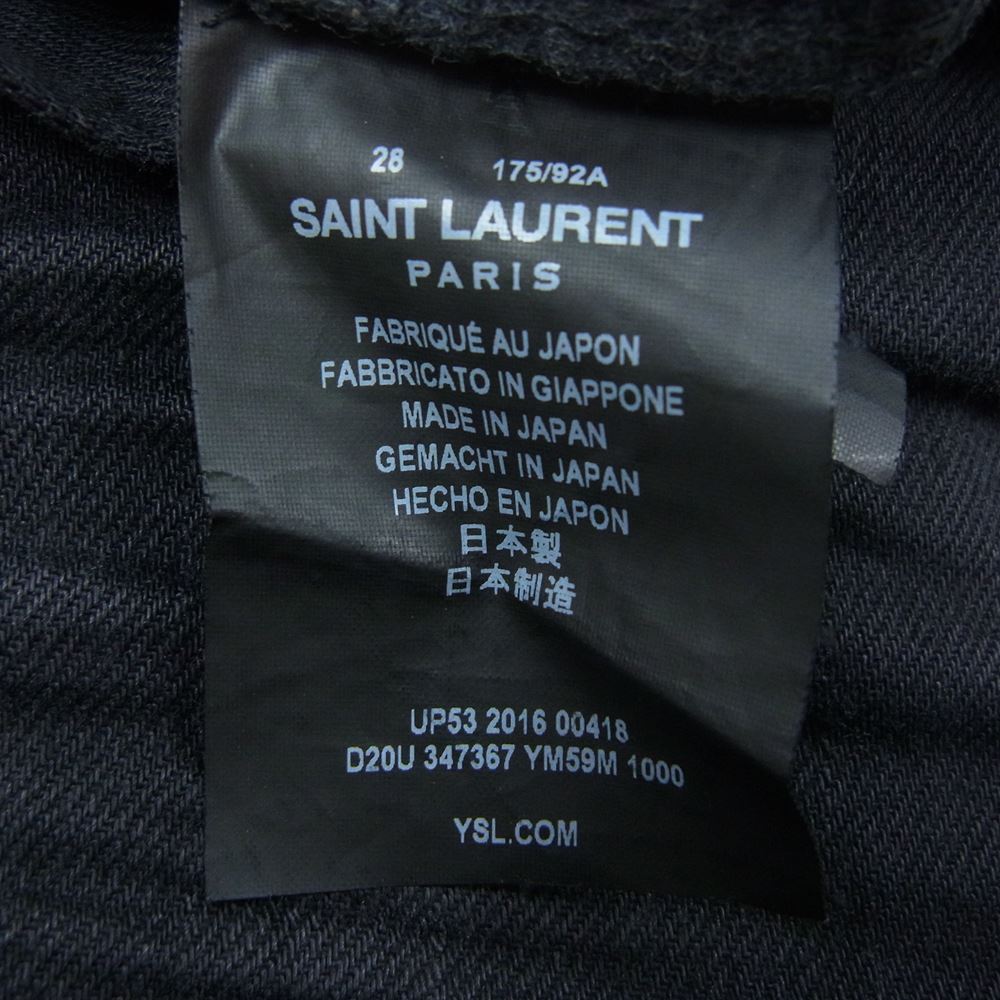 28 175/92A
SAINT LAURENT
PARIS
FABRIQUÉ AU JAPON
FABBRICATO IN GIAPPONE
MADE IN JAPAN
GEMACHT IN JAPAN
HECHO EN JAPON
日本製
日本制造
UP53 2016 00418
D20U 347367 YM59M 1000
YSL.COM